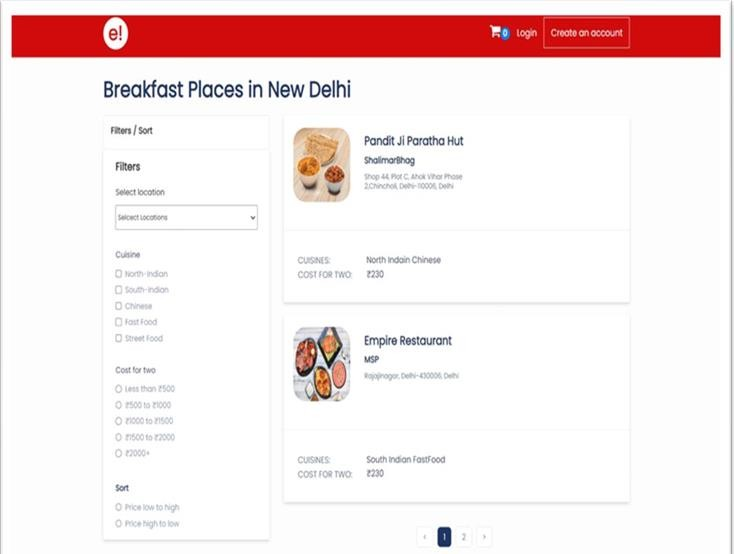 e!
0 Login Create an account
Breakfast Places in New Delhi
Filters / Sort
Filters
Select location
Selcect Locations
Cuisine
North-Indian
South-Indian
Chinese
Fast Food
Street Food
Cost for two
Less than ₹500
₹500 to ₹1000
₹1000 to ₹1500
₹1500 to ₹2000
₹2000+
Sort
Price low to high
Price high to low
Pandit Ji Paratha Hut
ShalimarBhag
Shop 44, Plot C, Ahok Vihar Phase
2,Chincholi, Delhi-110006, Delhi
CUISINES: North Indain Chinese
COST FOR TWO: ₹230
Empire Restaurant
MSP
Rajajinagar, Delhi-430006, Delhi
CUISINES: South Indian FastFood
COST FOR TWO: ₹230
‹ 1 2 ›